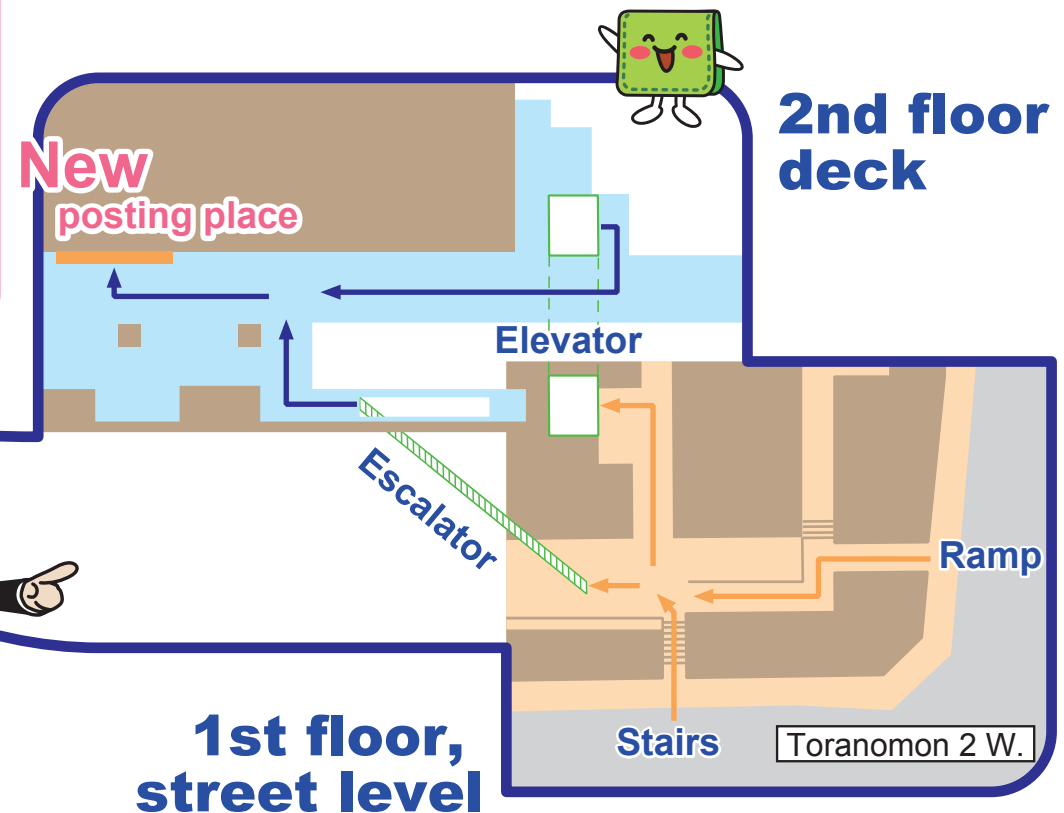 2nd floor
deck
New
posting place
Elevator
Escalator
Ramp
Stairs
Toranomon 2 W.
1st floor,
street level